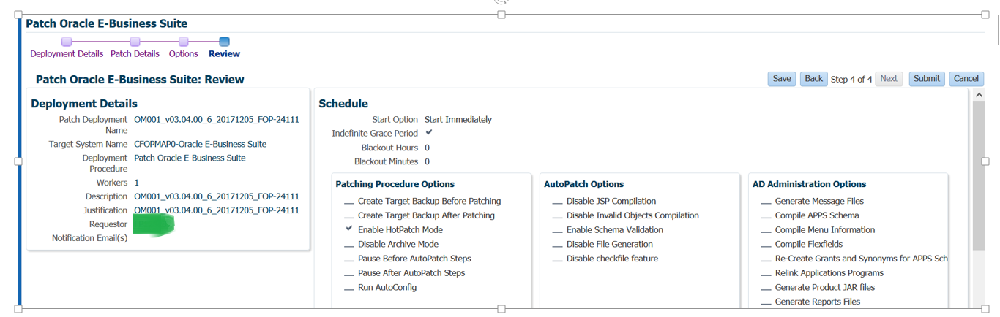 Patch Oracle E-Business Suite
Deployment Details Patch Details Options Review
Patch Oracle E-Business Suite: Review
Save Back Step 4 of 4 Next Submit Cancel
Deployment Details
Patch Deployment Name OM001_v03.04.00_6_20171205_FOP-24111
Target System Name CFOPMAP0-Oracle E-Business Suite
Deployment Procedure Patch Oracle E-Business Suite
Workers 1
Description OM001_v03.04.00_6_20171205_FOP-24111
Justification OM001_v03.04.00_6_20171205_FOP-24111
Requestor
Notification Email(s)
Schedule
Start Option Start Immediately
Indefinite Grace Period
Blackout Hours 0
Blackout Minutes 0
Patching Procedure Options
Create Target Backup Before Patching
Create Target Backup After Patching
Enable HotPatch Mode
Disable Archive Mode
Pause Before AutoPatch Steps
Pause After AutoPatch Steps
Run AutoConfig
AutoPatch Options
Disable JSP Compilation
Disable Invalid Objects Compilation
Enable Schema Validation
Disable File Generation
Disable checkfile feature
AD Administration Options
Generate Message Files
Compile APPS Schema
Compile Menu Information
Compile Flexfields
Re-Create Grants and Synonyms for APPS Sch
Relink Applications Programs
Generate Product JAR files
Generate Reports Files